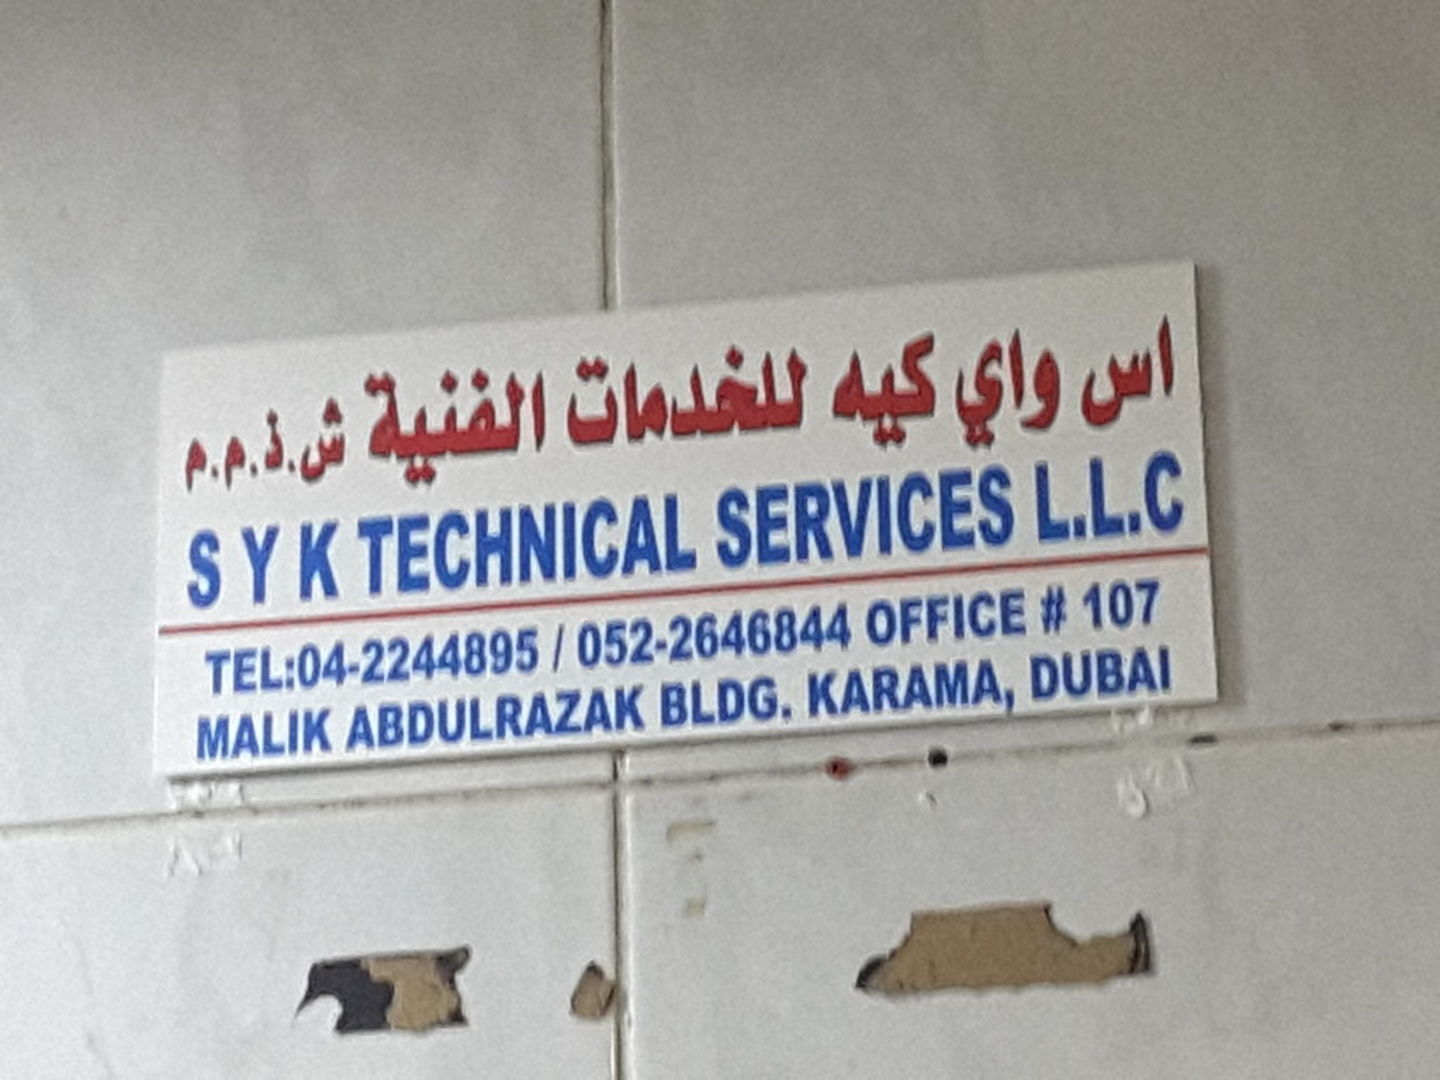 اس واي كيه للخدمات الفنية ش.ذ.م.م
S Y K TECHNICAL SERVICES L.L.C
TEL:04-2244895 / 052-2646844 OFFICE # 107
MALIK ABDULRAZAK BLDG. KARAMA, DUBAI